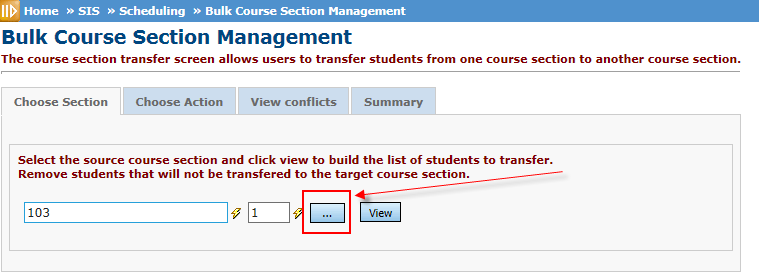 Home » SIS » Scheduling » Bulk Course Section Management
Bulk Course Section Management
The course section transfer screen allows users to transfer students from one course section to another course section.
Choose Section Choose Action View conflicts Summary
Select the source course section and click view to build the list of students to transfer.
Remove students that will not be transfered to the target course section.
103 1 ... View